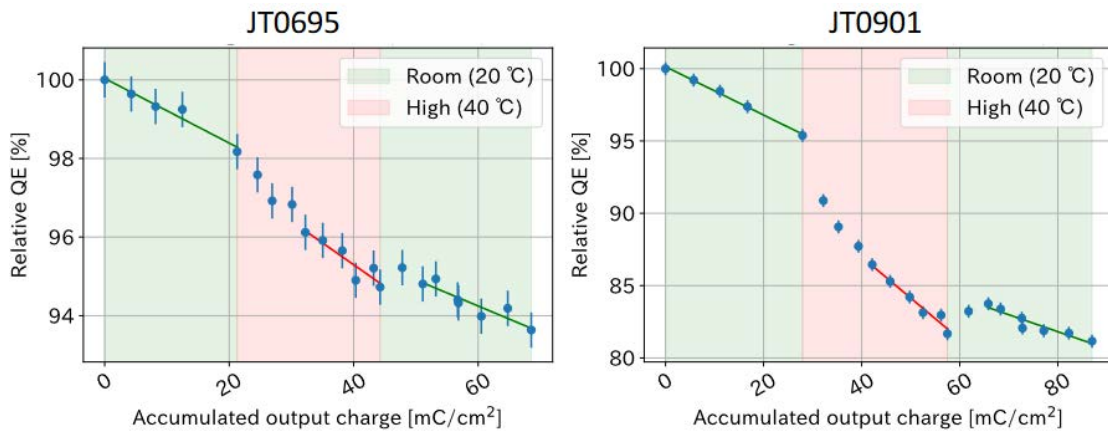 JT0695
JT0901
Room (20 ℃)
High (40 ℃)
Relative QE [%]
100
98
96
94
0
20
40
60
Accumulated output charge [mC/cm²]
Room (20 ℃)
High (40 ℃)
Relative QE [%]
100
95
90
85
80
0
20
40
60
80
Accumulated output charge [mC/cm²]